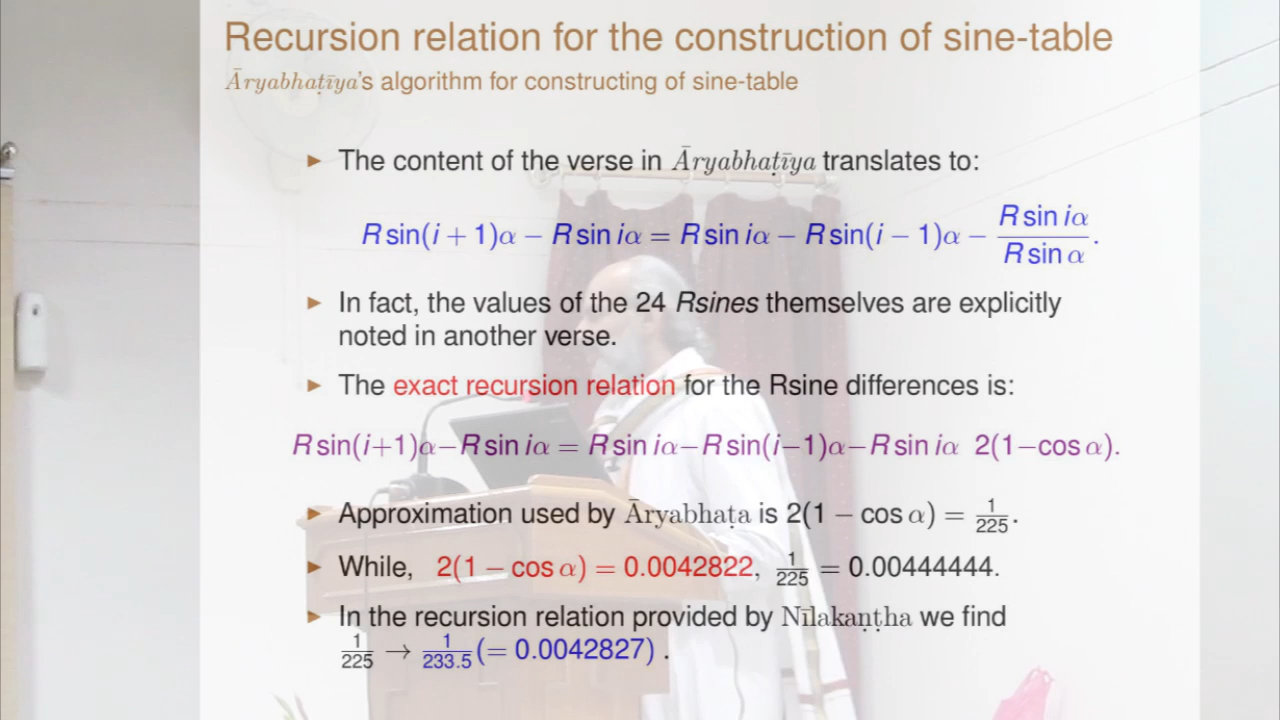 Recursion relation for the construction of sine-table
Āryabhaṭīya's algorithm for constructing of sine-table
► The content of the verse in Āryabhaṭīya translates to:
R sin(i + 1)α − R sin iα = R sin iα − R sin(i − 1)α − \frac{R sin iα}{R sin α}.
► In fact, the values of the 24 Rsines themselves are explicitly
noted in another verse.
► The exact recursion relation for the Rsine differences is:
R sin(i+1)α−R sin iα = R sin iα−R sin(i−1)α−R sin iα 2(1−cos α).
► Approximation used by Āryabhaṭa is 2(1 − cos α) = \frac{1}{225}.
► While, 2(1 − cos α) = 0.0042822, \frac{1}{225} = 0.00444444.
► In the recursion relation provided by Nīlakaṇṭha we find
\frac{1}{225} → \frac{1}{233.5}(= 0.0042827) .